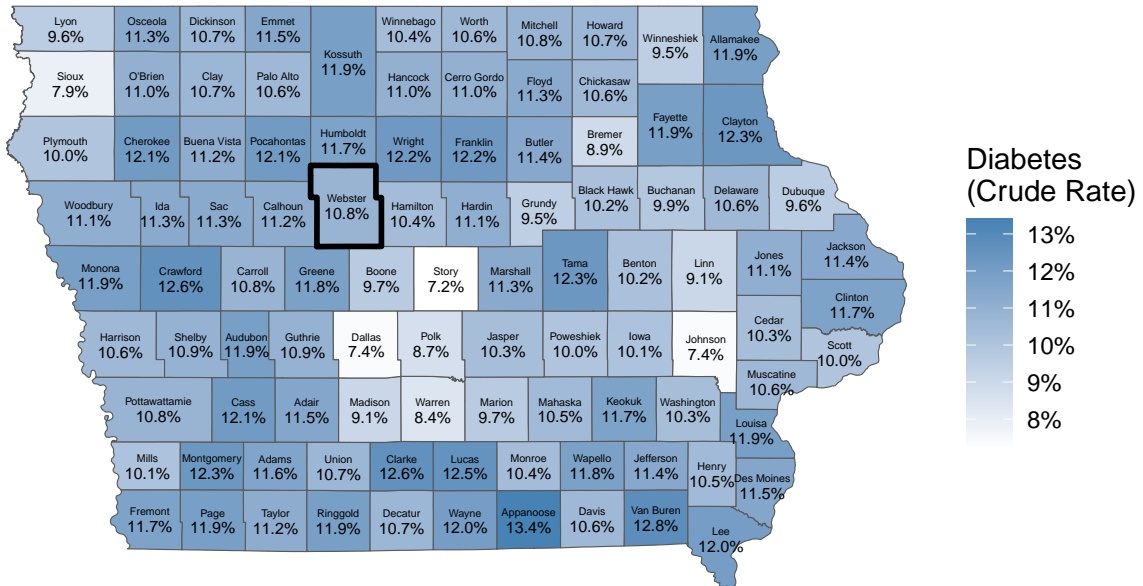 Lyon
9.6%
Osceola
11.3%
Dickinson
10.7%
Emmet
11.5%
Kossuth
11.9%
Winnebago
10.4%
Worth
10.6%
Mitchell
10.8%
Howard
10.7%
Winneshiek
9.5%
Allamakee
11.9%
Sioux
7.9%
O'Brien
11.0%
Clay
10.7%
Palo Alto
10.6%
Hancock
11.0%
Cerro Gordo
11.0%
Floyd
11.3%
Chickasaw
10.6%
Fayette
11.9%
Clayton
12.3%
Plymouth
10.0%
Cherokee
12.1%
Buena Vista
11.2%
Pocahontas
12.1%
Humboldt
11.7%
Wright
12.2%
Franklin
12.2%
Butler
11.4%
Bremer
8.9%
Woodbury
11.1%
Ida
11.3%
Sac
11.3%
Calhoun
11.2%
Webster
10.8%
Hamilton
10.4%
Hardin
11.1%
Grundy
9.5%
Black Hawk
10.2%
Buchanan
9.9%
Delaware
10.6%
Dubuque
9.6%
Monona
11.9%
Crawford
12.6%
Carroll
10.8%
Greene
11.8%
Boone
9.7%
Story
7.2%
Marshall
11.3%
Tama
12.3%
Benton
10.2%
Linn
9.1%
Jones
11.1%
Jackson
11.4%
Clinton
11.7%
Harrison
10.6%
Shelby
10.9%
Audubon
11.9%
Guthrie
10.9%
Dallas
7.4%
Polk
8.7%
Jasper
10.3%
Poweshiek
10.0%
Iowa
10.1%
Johnson
7.4%
Cedar
10.3%
Scott
10.0%
Muscatine
10.6%
Pottawattamie
10.8%
Cass
12.1%
Adair
11.5%
Madison
9.1%
Warren
8.4%
Marion
9.7%
Mahaska
10.5%
Keokuk
11.7%
Washington
10.3%
Louisa
11.9%
Mills
10.1%
Montgomery
12.3%
Adams
11.6%
Union
10.7%
Clarke
12.6%
Lucas
12.5%
Monroe
10.4%
Wapello
11.8%
Jefferson
11.4%
Henry
10.5%
Des Moines
11.5%
Fremont
11.7%
Page
11.9%
Taylor
11.2%
Ringgold
11.9%
Decatur
10.7%
Wayne
12.0%
Appanoose
13.4%
Davis
10.6%
Van Buren
12.8%
Lee
12.0%
Diabetes
(Crude Rate)
13%
12%
11%
10%
9%
8%